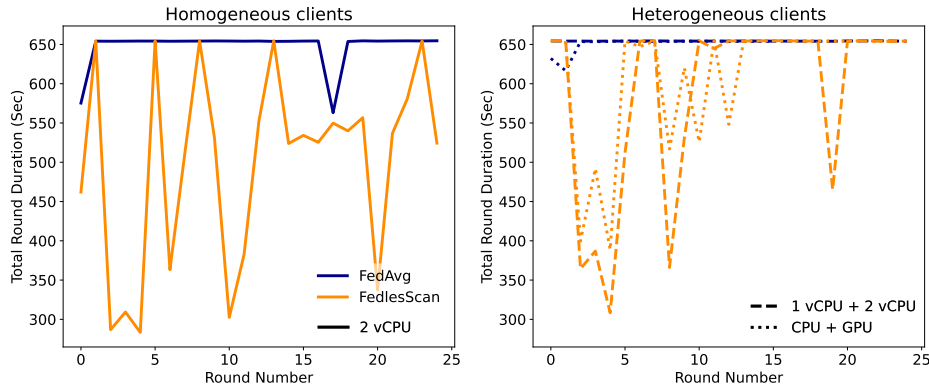 Homogeneous clients
Total Round Duration (Sec)
650
600
550
500
450
400
350
300
0
5
10
15
20
25
Round Number
FedAvg
FedlesScan
2 vCPU
Heterogeneous clients
Total Round Duration (Sec)
650
600
550
500
450
400
350
300
0
5
10
15
20
25
Round Number
1 vCPU + 2 vCPU
CPU + GPU